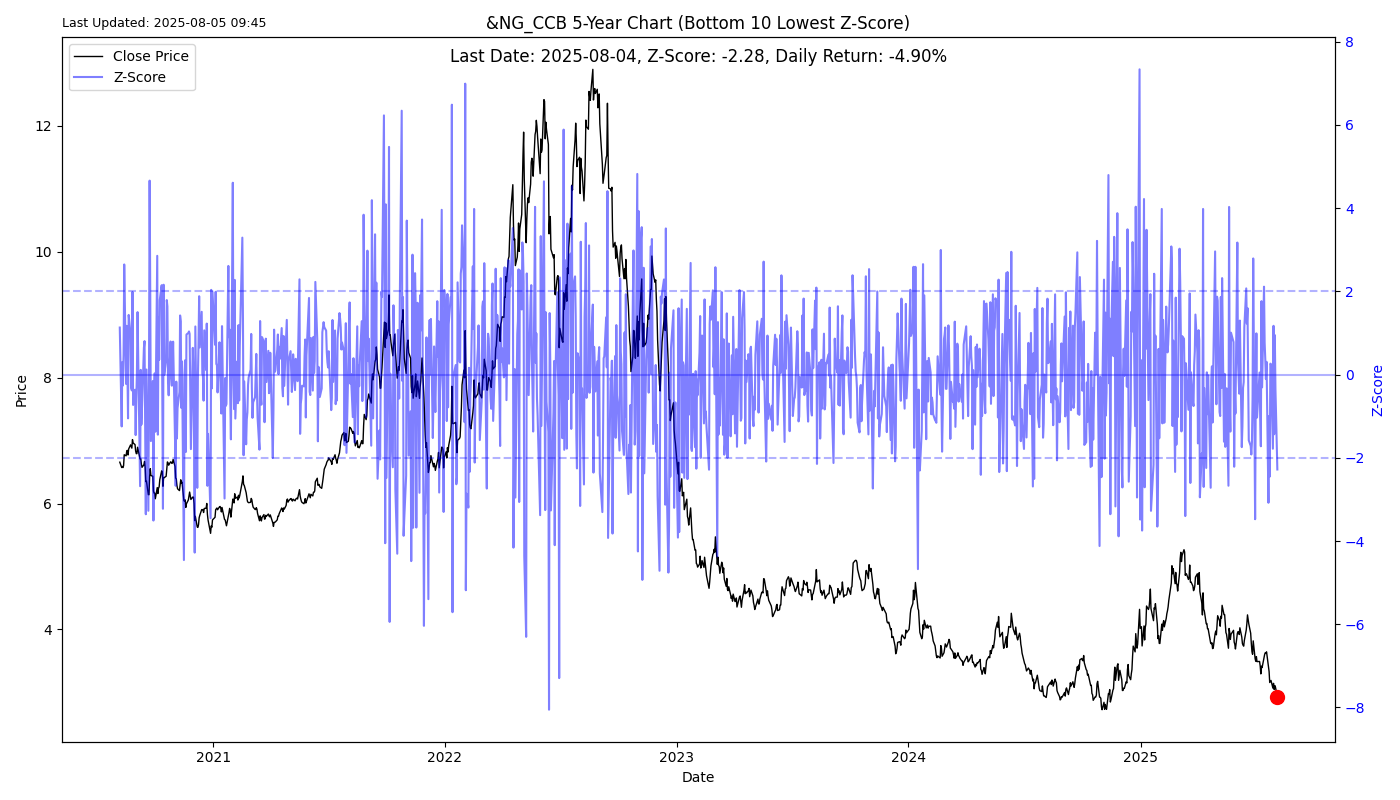 Last Updated: 2025-08-05 09:45
&NG_CCB 5-Year Chart (Bottom 10 Lowest Z-Score)
Last Date: 2025-08-04, Z-Score: -2.28, Daily Return: -4.90%
Close Price
Z-Score
Price
12
10
8
6
4
8
6
4
2
0
−2
−4
−6
−8
Z-Score
2021
2022
2023
2024
2025
Date